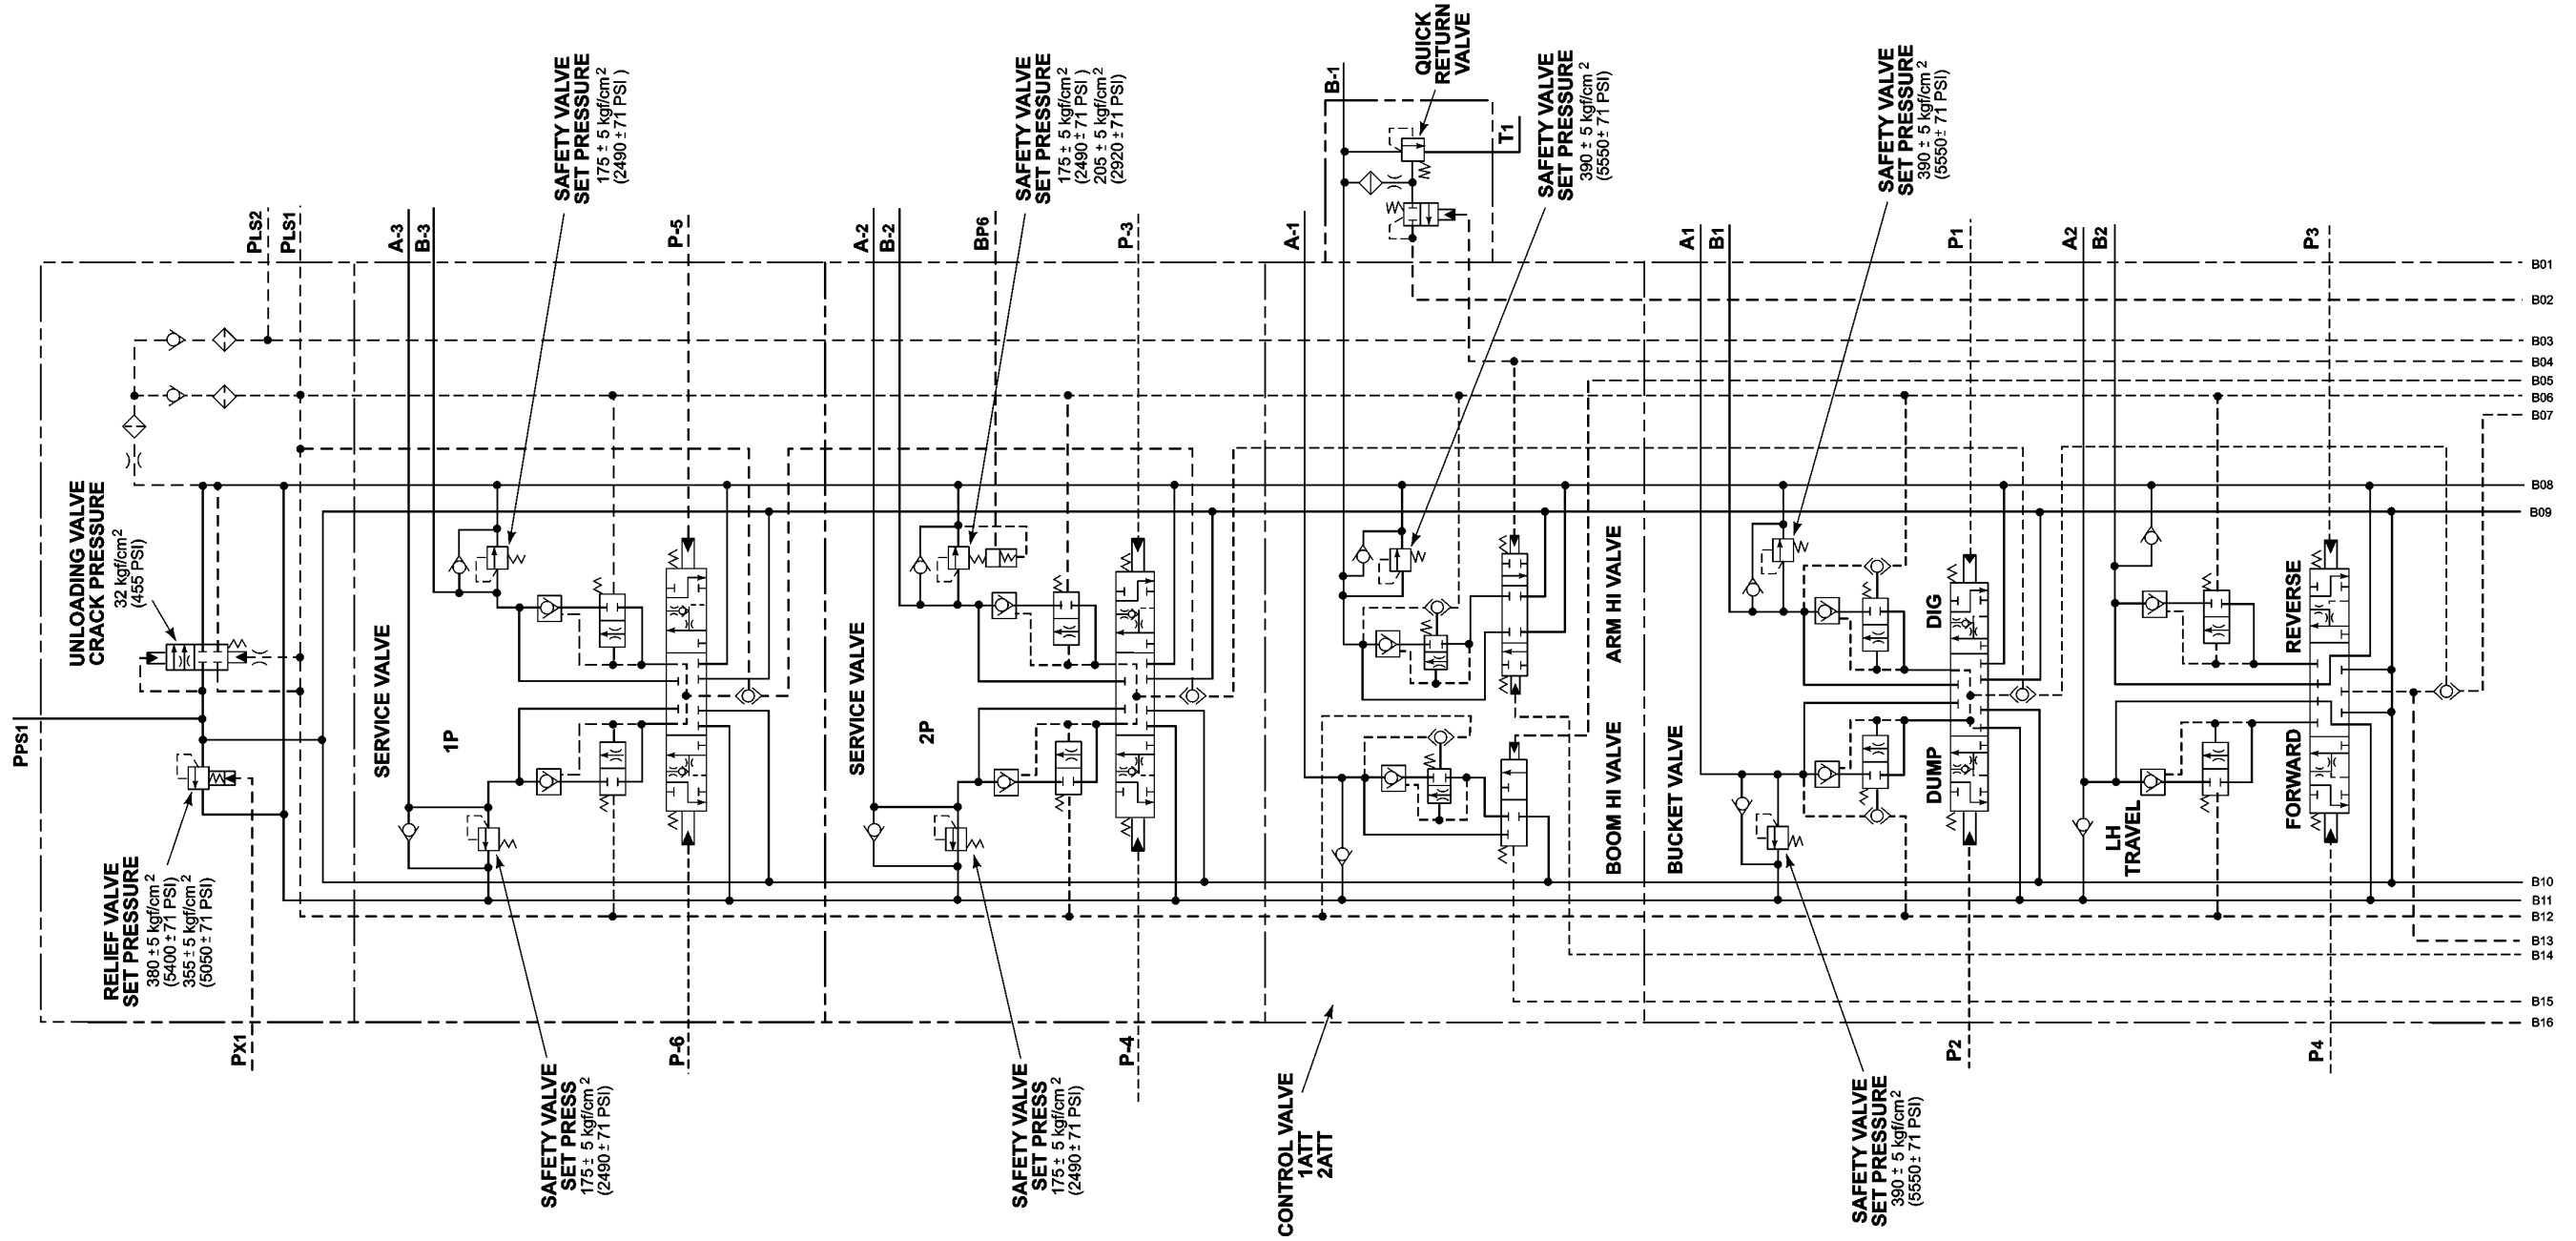 PLS2
PLS1
A-3
B-3
SAFETY VALVE
SET PRESSURE
175 ± 5 kgf/cm2
(2490 ± 71 PSI )
P-5
A-2
B-2
BP6
SAFETY VALVE
SET PRESSURE
175 ± 5 kgf/cm2
(2490 ± 71 PSI )
205 ± 5 kgf/cm2
(2920 ± 71 PSI)
P-3
A-1
B-1
QUICK
RETURN
VALVE
T1
SAFETY VALVE
SET PRESSURE
390 ± 5 kgf/cm2
(5550± 71 PSI)
A1
B1
SAFETY VALVE
SET PRESSURE
390 ± 5 kgf/cm2
(5550± 71 PSI)
P1
A2
B2
P3
B01
B02
B03
B04
B05
B06
B07
B08
B09
B10
B11
B12
B13
B14
B15
B16
UNLOADING VALVE
CRACK PRESSURE
32 kgf/cm2
(455 PSI)
PPS1
SERVICE VALVE
1P
SERVICE VALVE
2P
ARM HI VALVE
BOOM HI VALVE
BUCKET VALVE
DIG
DUMP
LH
TRAVEL
REVERSE
FORWARD
RELIEF VALVE
SET PRESSURE
380 ± 5 kgf/cm2
(5400 ± 71 PSI)
355 ± 5 kgf/cm2
(5050 ± 71 PSI)
PX1
SAFETY VALVE
SET PRESS
175 ± 5 kgf/cm2
(2490 ± 71 PSI)
P-6
SAFETY VALVE
SET PRESS
175 ± 5 kgf/cm2
(2490 ± 71 PSI)
P-4
CONTROL VALVE
1ATT
2ATT
SAFETY VALVE
SET PRESSURE
390 ± 5 kgf/cm2
(5550± 71 PSI)
P2
P4